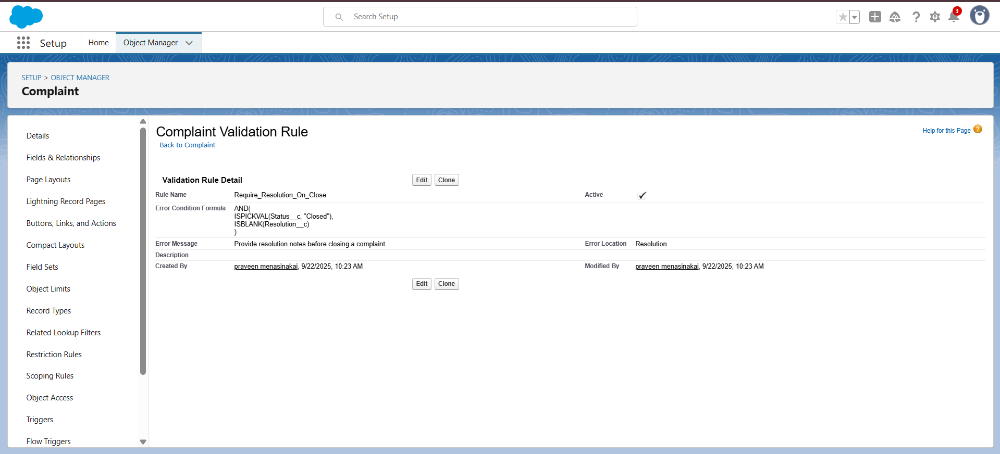 Search Setup
3
Setup
Home
Object Manager
SETUP > OBJECT MANAGER
Complaint
Details
Fields & Relationships
Page Layouts
Lightning Record Pages
Buttons, Links, and Actions
Compact Layouts
Field Sets
Object Limits
Record Types
Related Lookup Filters
Restriction Rules
Scoping Rules
Object Access
Triggers
Flow Triggers
Complaint Validation Rule
Back to Complaint
Help for this Page ?
Validation Rule Detail
Edit Clone
Rule Name Require_Resolution_On_Close Active
Error Condition Formula AND(
ISPICKVAL(Status__c, "Closed"),
ISBLANK(Resolution__c)
)
Error Message Provide resolution notes before closing a complaint. Error Location Resolution
Description
Created By praveen menasinakai, 9/22/2025, 10:23 AM Modified By praveen menasinakai, 9/22/2025, 10:23 AM
Edit Clone